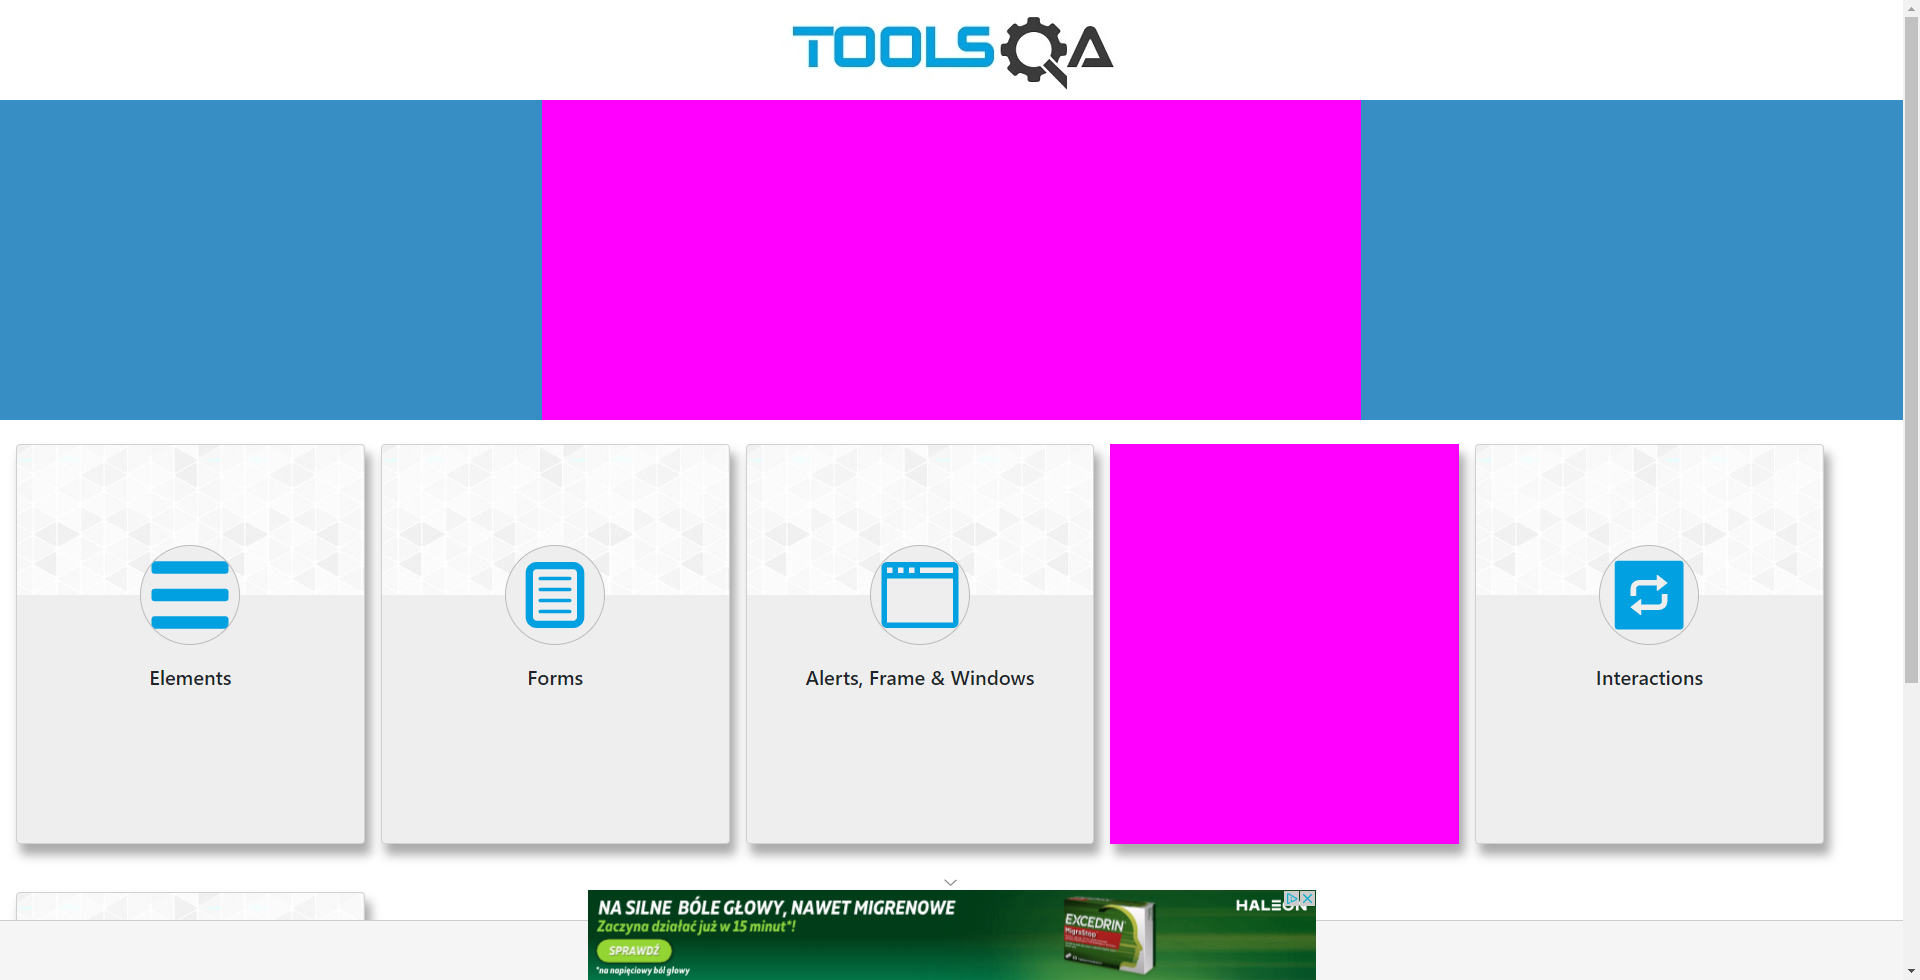 TOOLSQA
Elements
Forms
Alerts, Frame & Windows
Interactions
NA SILNE BÓLE GŁOWY, NAWET MIGRENOWE
Zaczyna działać już w 15 minut*!
SPRAWDŹ
*na napięciowy ból głowy
EXCEDRIN
MigraStop
HALEON